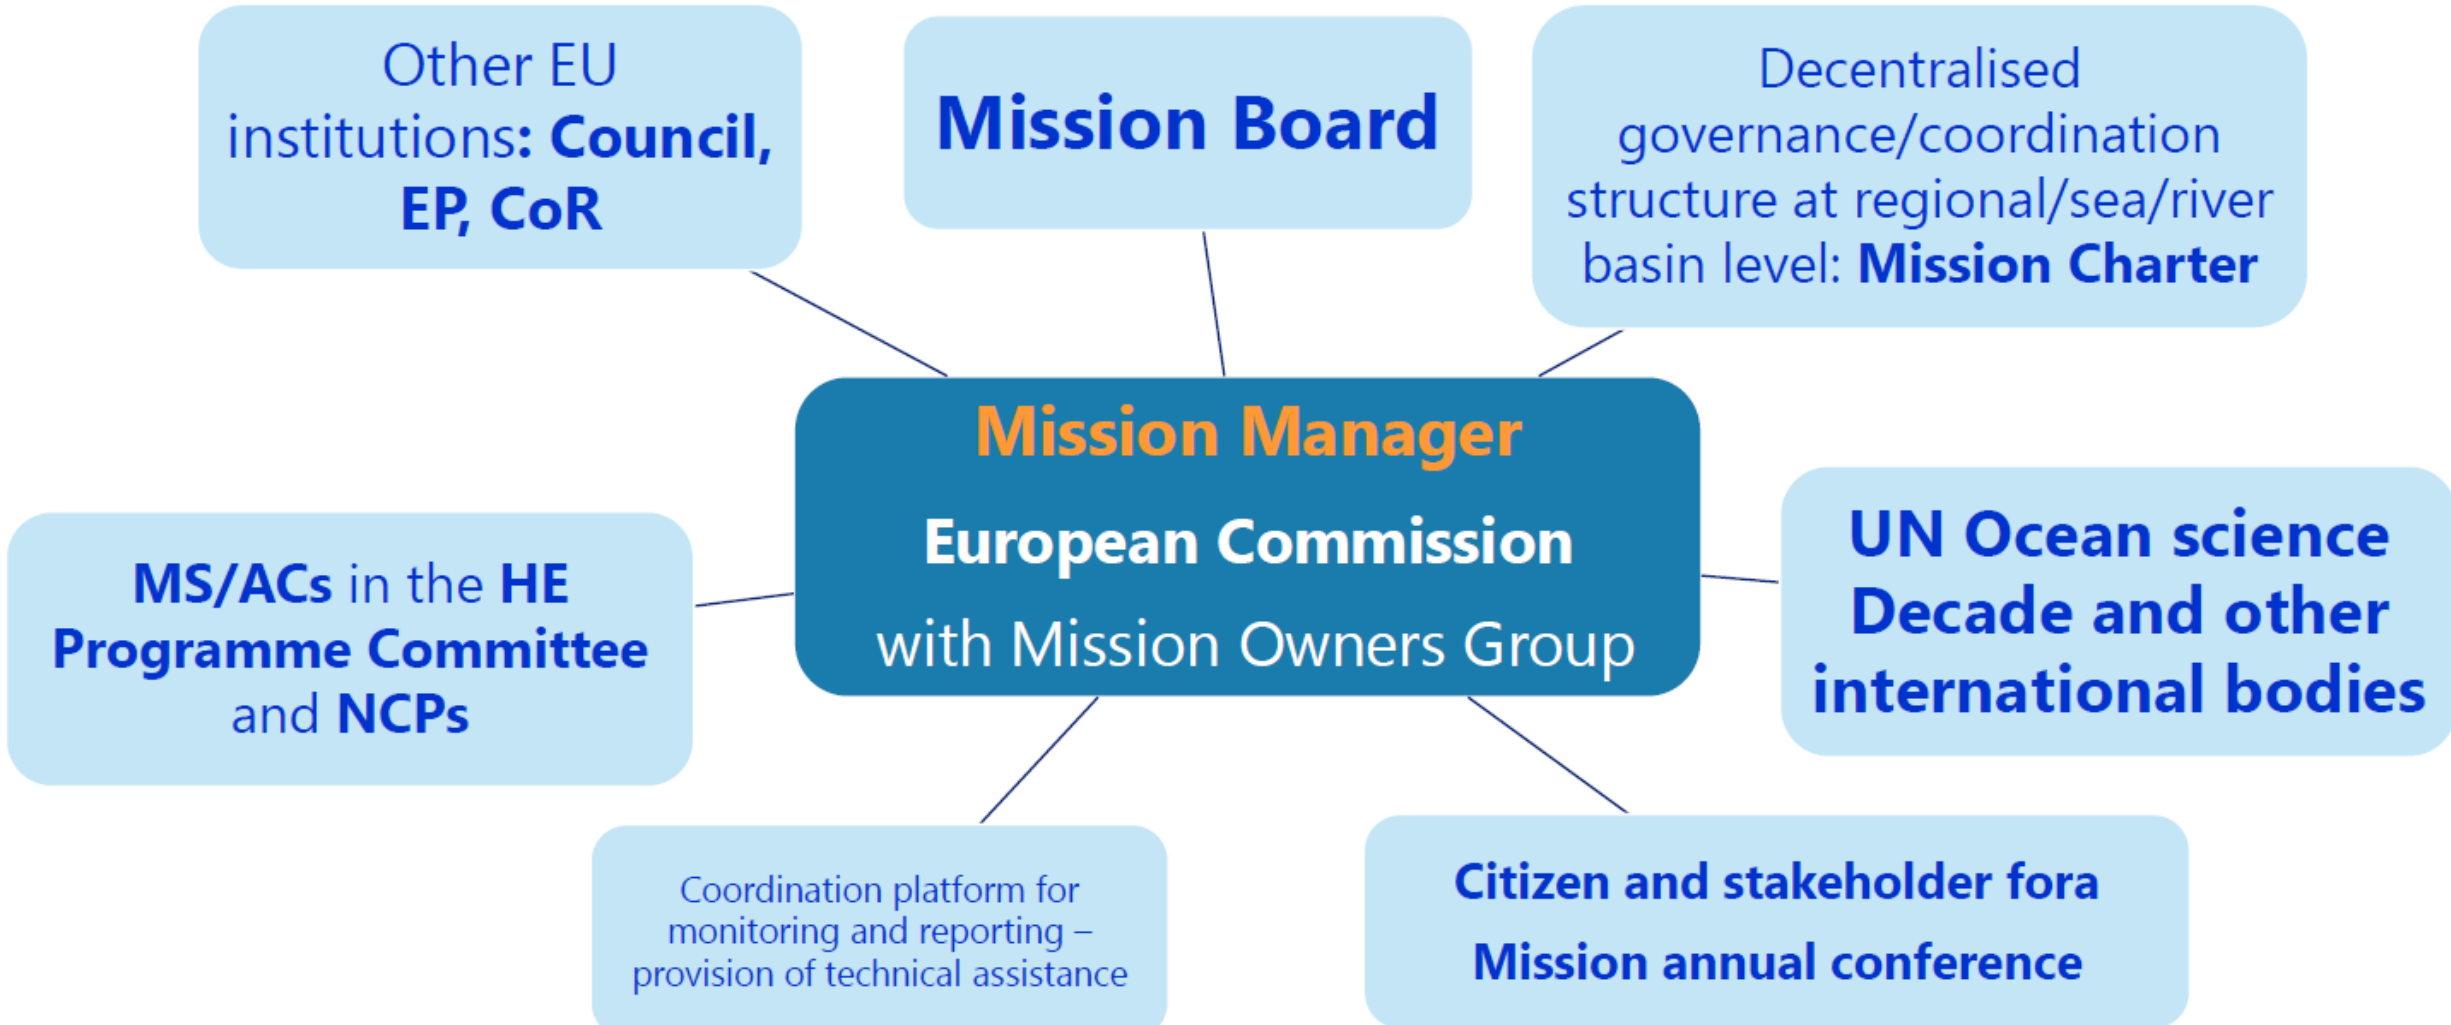 Other EU
institutions: Council,
EP, CoR
Mission Board
Decentralised
governance/coordination
structure at regional/sea/river
basin level: Mission Charter
Mission Manager
European Commission
with Mission Owners Group
MS/ACs in the HE
Programme Committee
and NCPs
UN Ocean science
Decade and other
international bodies
Coordination platform for
monitoring and reporting –
provision of technical assistance
Citizen and stakeholder fora
Mission annual conference